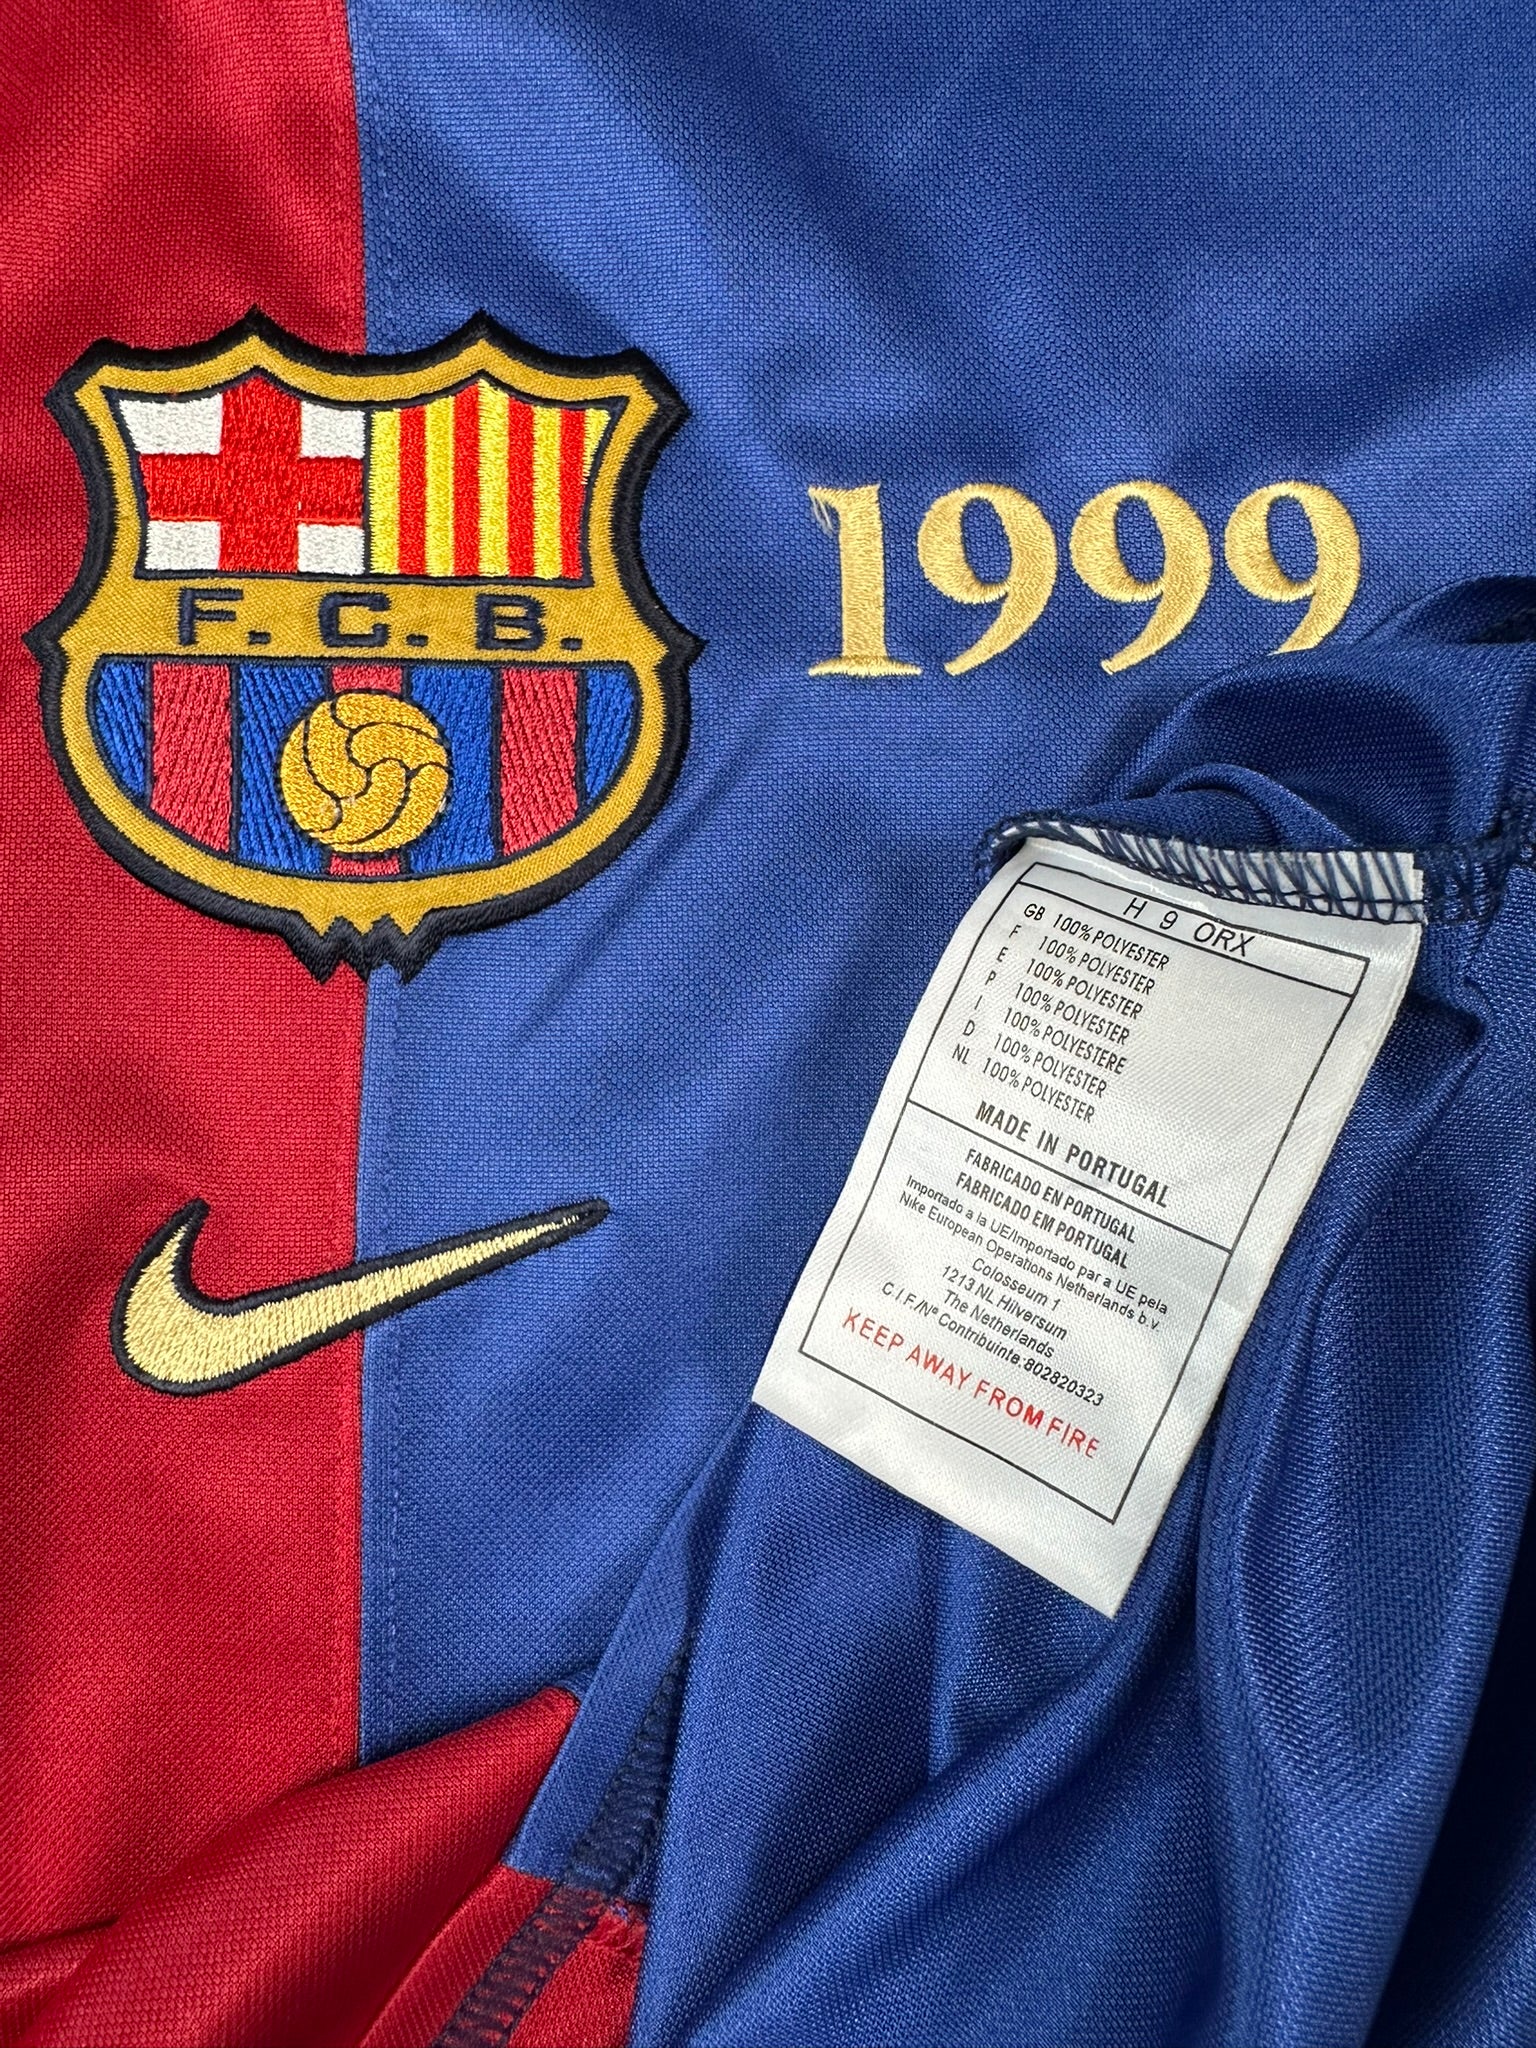 F. C. B.
1999
H 9 ORX
GB 100% POLYESTER
F 100% POLYESTER
E 100% POLYESTER
P 100% POLYESTER
I 100% POLYESTERE
D 100% POLYESTER
NL 100% POLYESTER
MADE IN PORTUGAL
FABRICADO EN PORTUGAL
FABRICADO EM PORTUGAL
Importado a la UE/Importado par a UE pela
Nike European Operations Netherlands b.v.
Colosseum 1
1213 NL Hilversum
The Netherlands
C.I.F./Nº Contribuinte:802820323
KEEP AWAY FROM FIRE